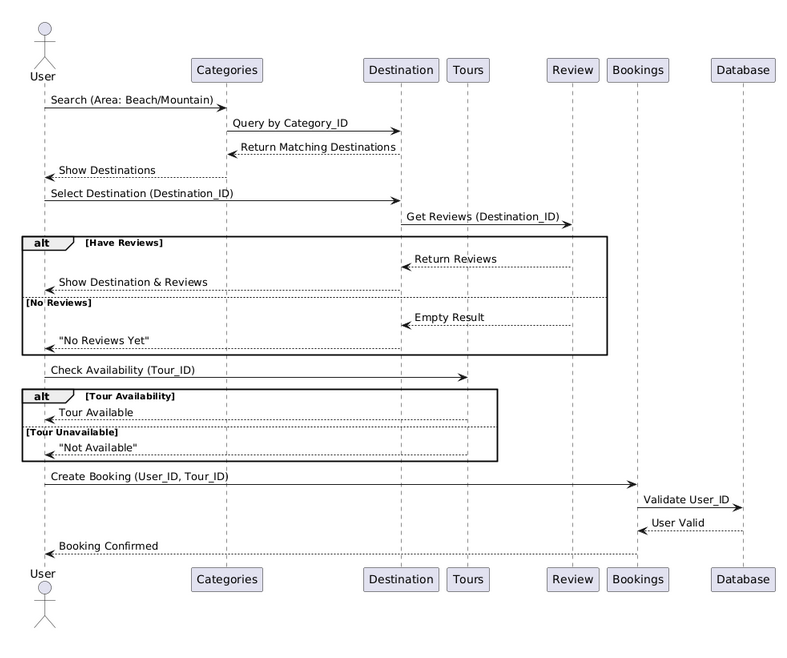 User
Categories
Destination
Tours
Review
Bookings
Database
Search (Area: Beach/Mountain)
Query by Category_ID
Return Matching Destinations
Show Destinations
Select Destination (Destination_ID)
Get Reviews (Destination_ID)
alt
[Have Reviews]
Return Reviews
Show Destination & Reviews
[No Reviews]
Empty Result
"No Reviews Yet"
Check Availability (Tour_ID)
alt
[Tour Availability]
Tour Available
[Tour Unavailable]
"Not Available"
Create Booking (User_ID, Tour_ID)
Validate User_ID
User Valid
Booking Confirmed
User
Categories
Destination
Tours
Review
Bookings
Database